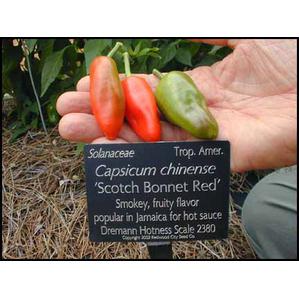 Solanaceae Trop. Amer.
Capsicum chinense
'Scotch Bonnet Red'
Smokey, fruity flavor
popular in Jamaica for hot sauce
Dremann Hotness Scale 2380
Copyright 2002 Redwood City Seed Co.